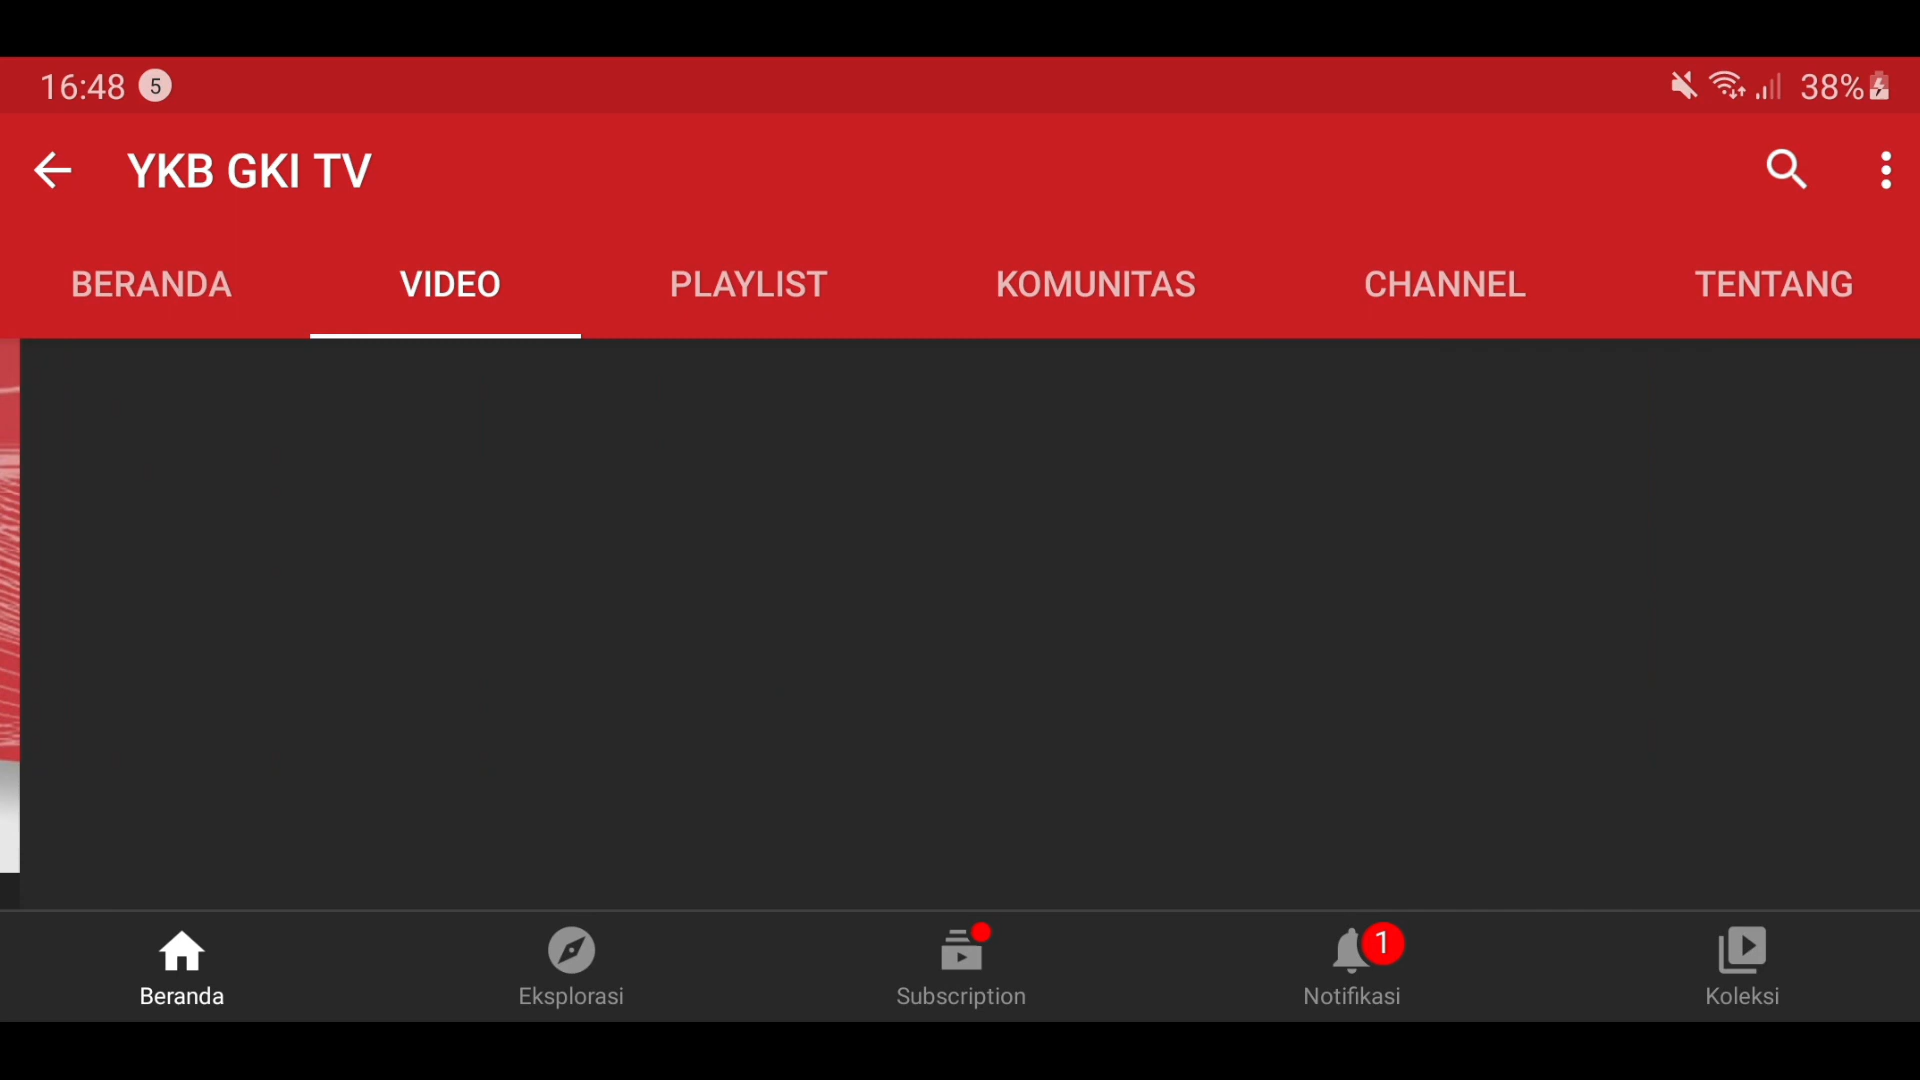 16:48 5 38%
YKB GKI TV
BERANDA VIDEO PLAYLIST KOMUNITAS CHANNEL TENTANG
1
Beranda Eksplorasi Subscription Notifikasi Koleksi